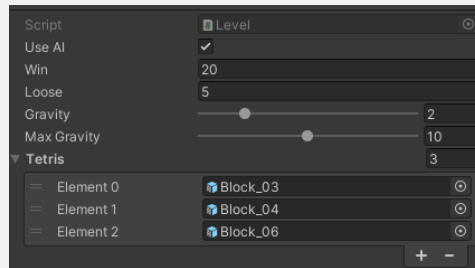 Script Level
Use AI
Win 20
Loose 5
Gravity 2
Max Gravity 10
Tetris 3
Element 0 Block_03
Element 1 Block_04
Element 2 Block_06
+ -